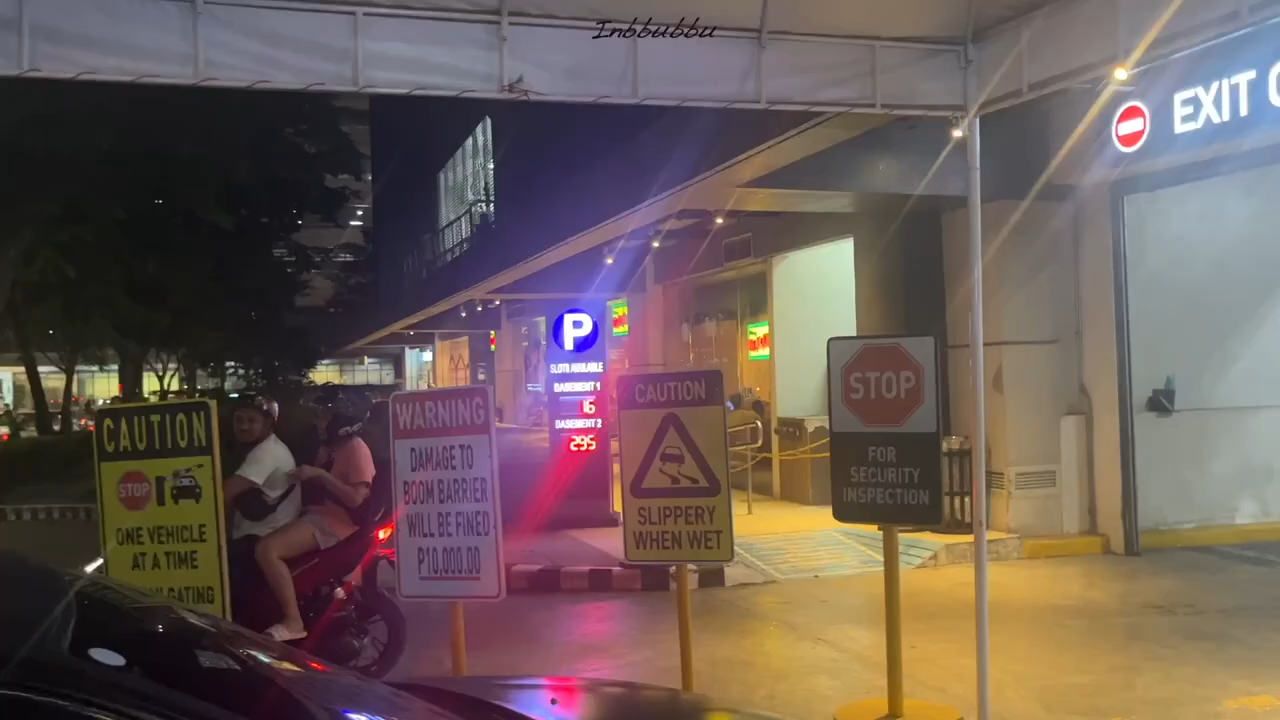 Inbbubbu
EXIT
P
SLOTS AVAILABLE
BASEMENT 1
16
BASEMENT 2
295
CAUTION
STOP
ONE VEHICLE
AT A TIME
WARNING
DAMAGE TO
BOOM BARRIER
WILL BE FINED
P10,000.00
CAUTION
SLIPPERY
WHEN WET
STOP
FOR
SECURITY
INSPECTION